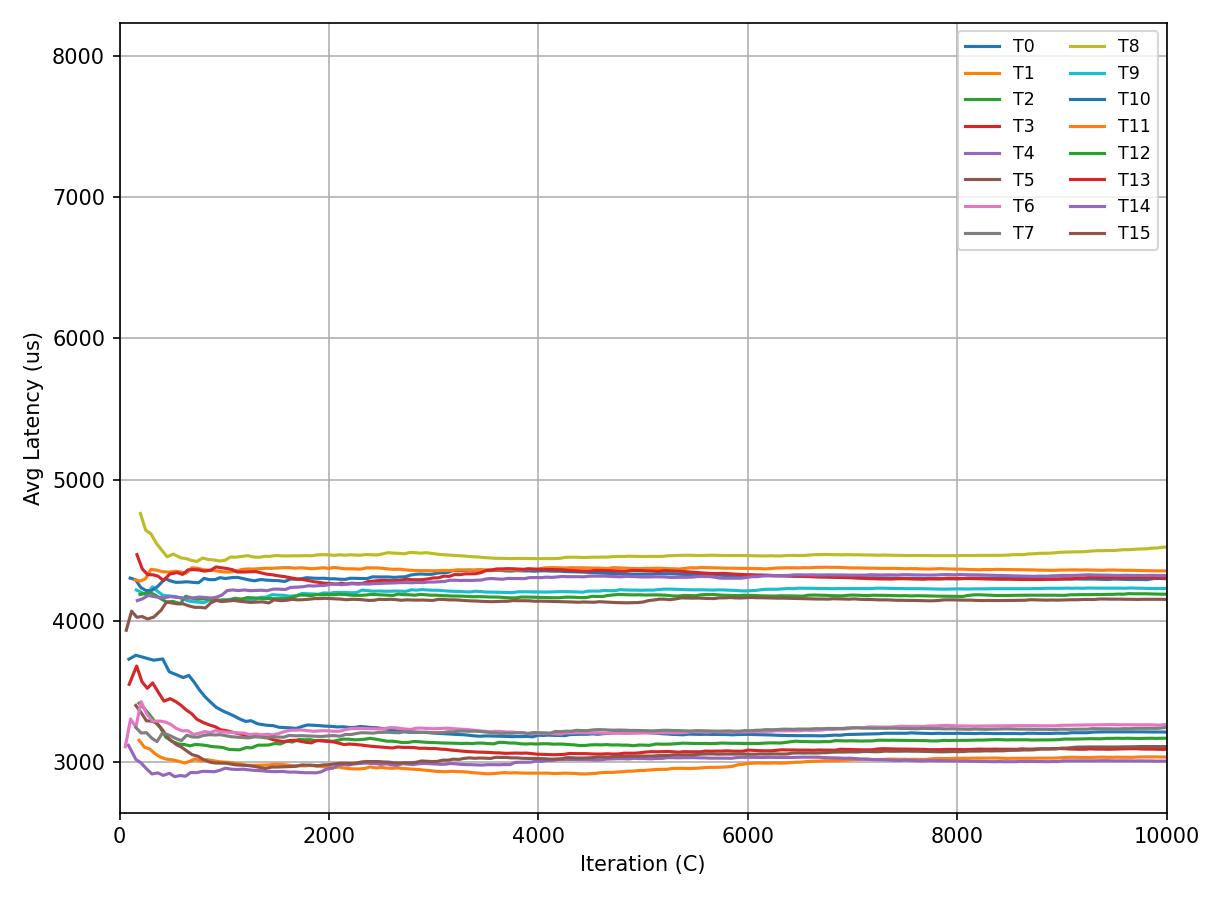 8000
7000
6000
5000
4000
3000
Avg Latency (us)
0 2000 4000 6000 8000 10000
Iteration (C)
T0 T8
T1 T9
T2 T10
T3 T11
T4 T12
T5 T13
T6 T14
T7 T15